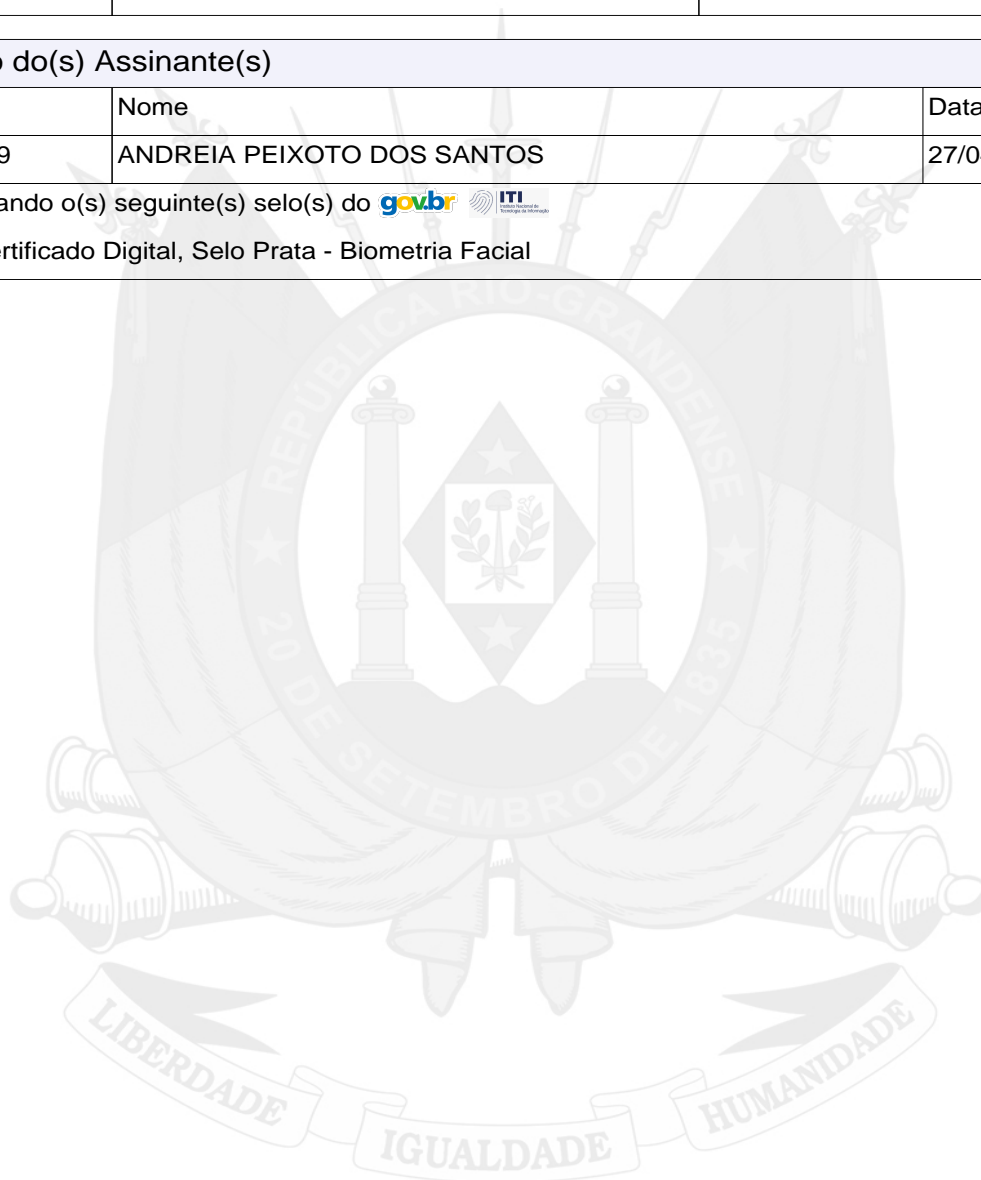 o do(s) Assinante(s)
Nome
Data
9
ANDREIA PEIXOTO DOS SANTOS
27/0
ando o(s) seguinte(s) selo(s) do gov.br ITI
ertificado Digital, Selo Prata - Biometria Facial
REPÚBLICA RIO-GRANDENSE
20 DE SETEMBRO DE 1835
LIBERDADE
IGUALDADE
HUMANIDADE